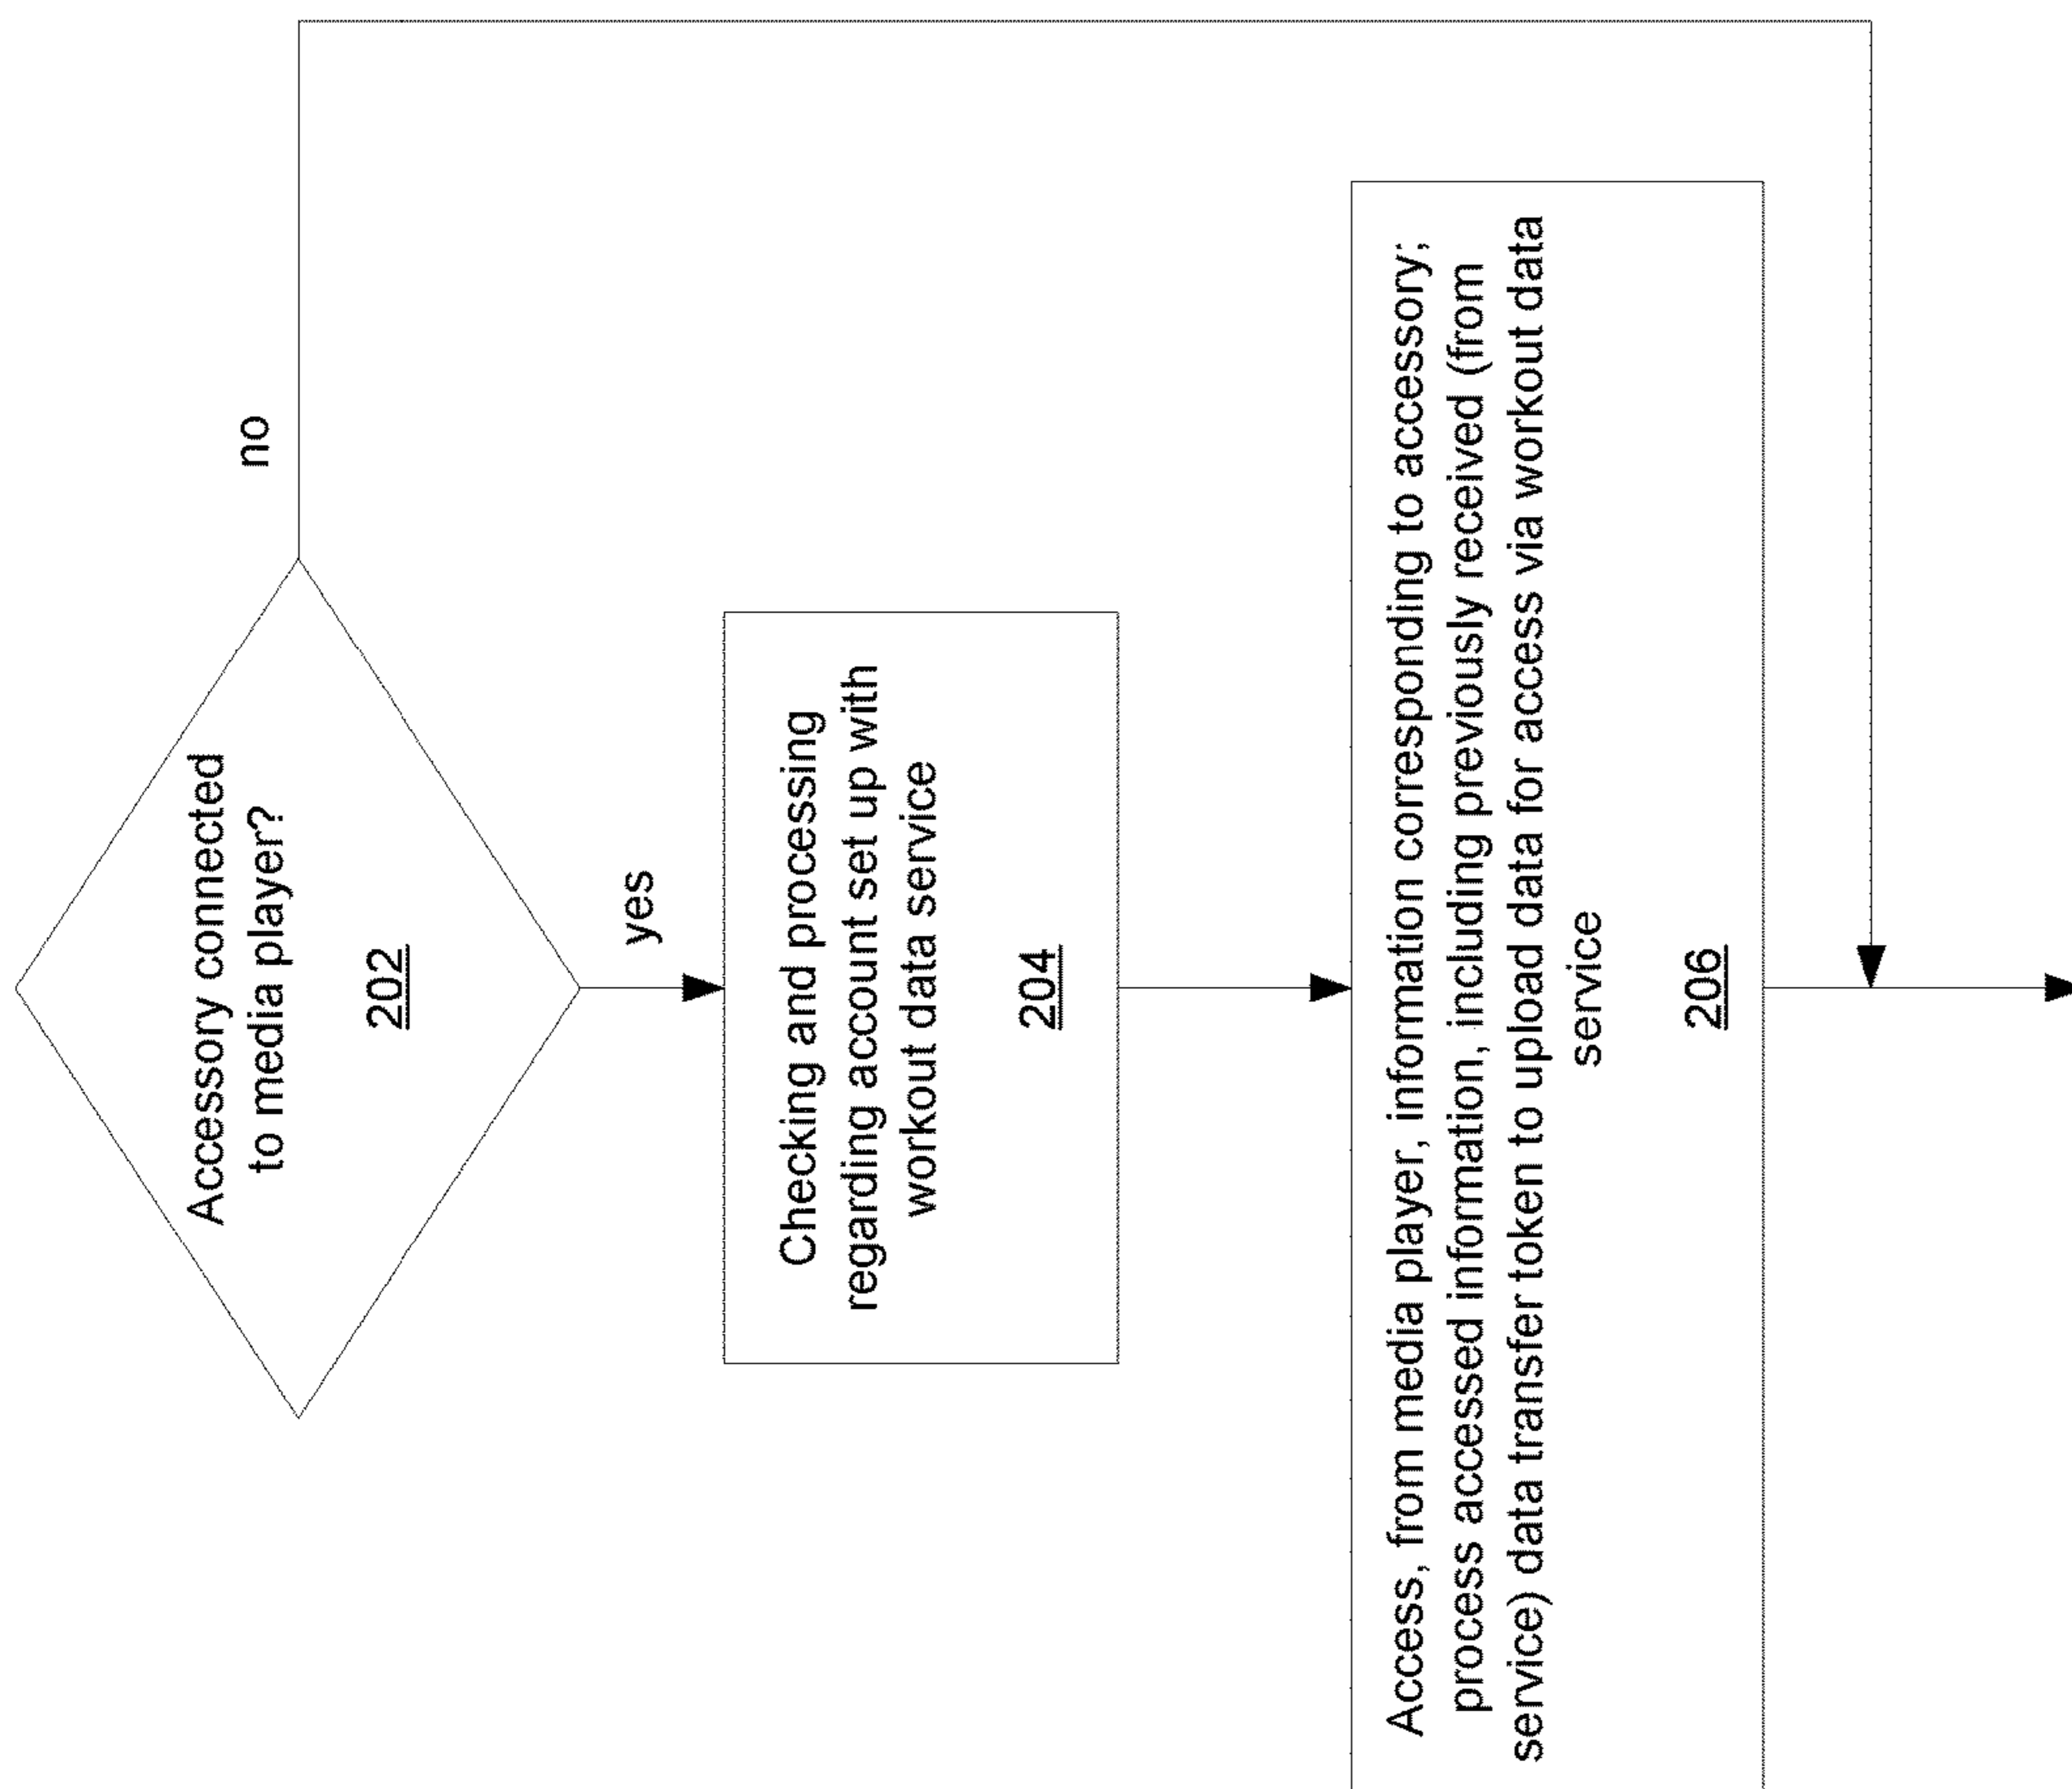 Accessory connected
to media player?
202
no
yes
Checking and processing
regarding account set up with
workout data service
204
Access, from media player, information corresponding to accessory;
process accessed information, including previously received (from
service) data transfer token to upload data for access via workout data
service
206